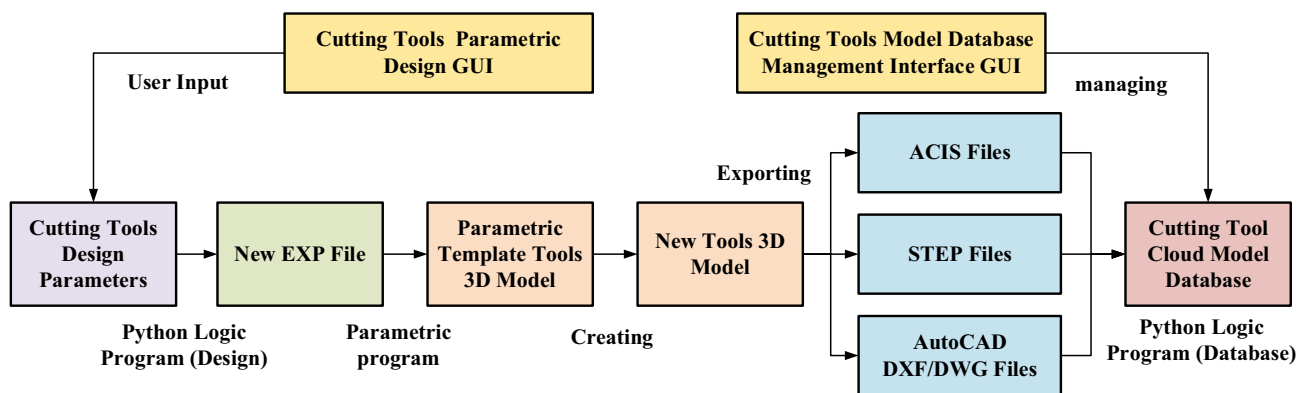 Cutting Tools Parametric
Design GUI
Cutting Tools Model Database
Management Interface GUI
User Input
managing
ACIS Files
Exporting
Cutting Tools
Design
Parameters
New EXP File
Parametric
Template Tools
3D Model
New Tools 3D
Model
STEP Files
Cutting Tool
Cloud Model
Database
Python Logic
Program (Design)
Parametric
program
Creating
AutoCAD
DXF/DWG Files
Python Logic
Program (Database)